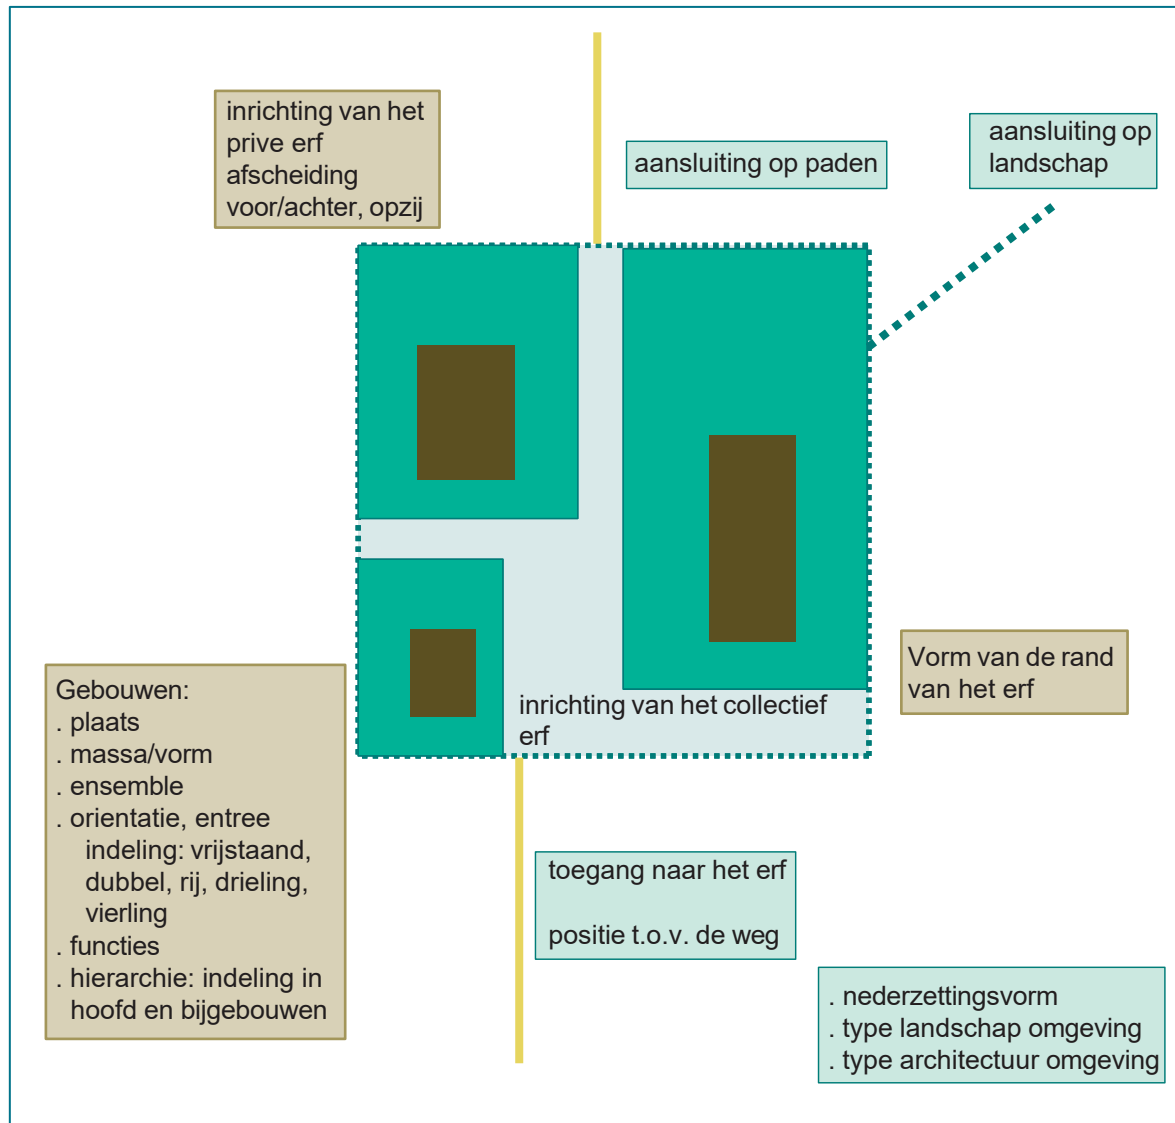 inrichting van het
prive erf
afscheiding
voor/achter, opzij
aansluiting op paden
aansluiting op
landschap
Vorm van de rand
van het erf
inrichting van het collectief
erf
Gebouwen:
. plaats
. massa/vorm
. ensemble
. orientatie, entree
indeling: vrijstaand,
dubbel, rij, drieling,
vierling
. functies
. hierarchie: indeling in
hoofd en bijgebouwen
toegang naar het erf
positie t.o.v. de weg
. nederzettingsvorm
. type landschap omgeving
. type architectuur omgeving